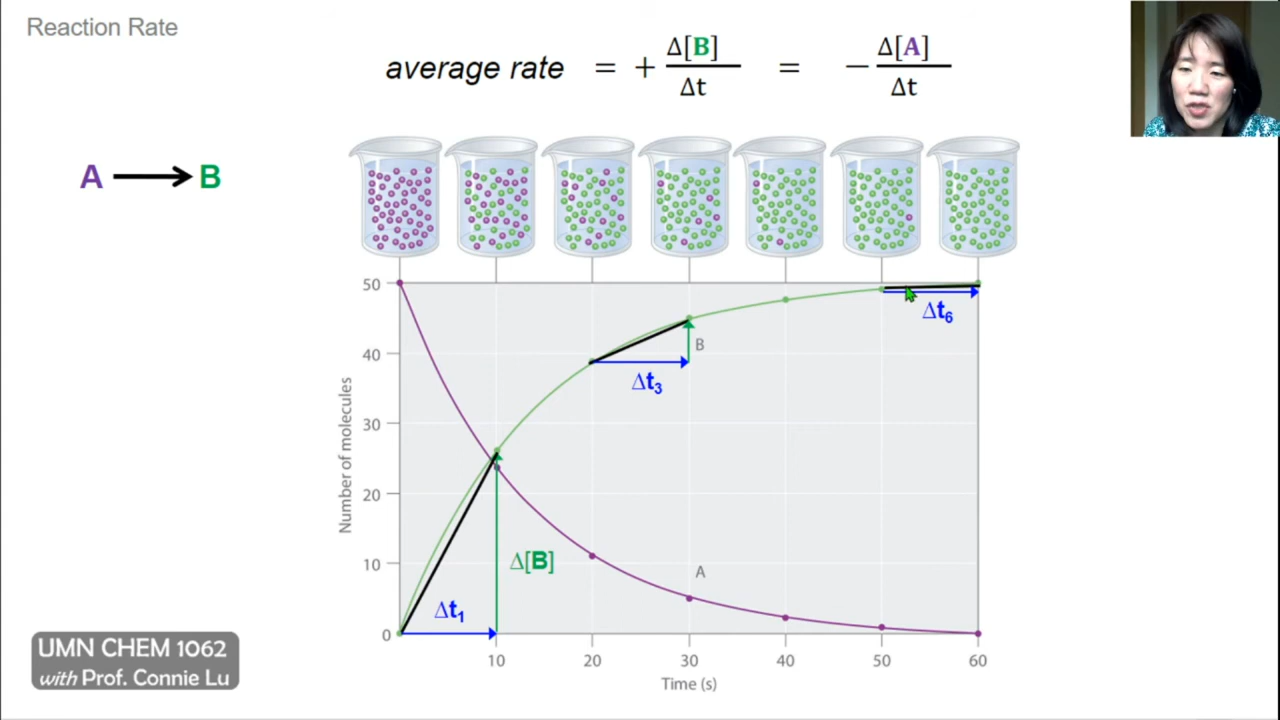 Reaction Rate
average rate = + Δ[B]/Δt = − Δ[A]/Δt
A → B
50
40
30
20
10
0
Number of molecules
Δt₁
Δ[B]
Δt₃
B
A
Δt₆
10 20 30 40 50 60
Time (s)
UMN CHEM 1062
with Prof. Connie Lu